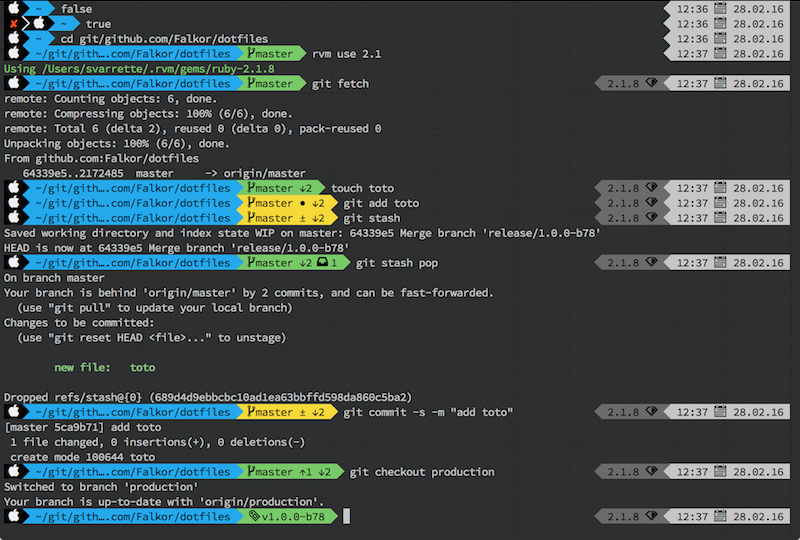 ~ false 12:36 28.02.16
✘ ~ true 12:36 28.02.16
~ cd git/github.com/Falkor/dotfiles 12:36 28.02.16
~/git/gith….com/Falkor/dotfiles master rvm use 2.1 12:37 28.02.16
Using /Users/svarrette/.rvm/gems/ruby-2.1.8
~/git/gith….com/Falkor/dotfiles master git fetch 2.1.8 12:37 28.02.16
remote: Counting objects: 6, done.
remote: Compressing objects: 100% (6/6), done.
remote: Total 6 (delta 2), reused 0 (delta 0), pack-reused 0
Unpacking objects: 100% (6/6), done.
From github.com:Falkor/dotfiles
64339e5..2172485 master -> origin/master
~/git/gith….com/Falkor/dotfiles master ↓2 touch toto 2.1.8 12:37 28.02.16
~/git/gith….com/Falkor/dotfiles master • ↓2 git add toto 2.1.8 12:37 28.02.16
~/git/gith….com/Falkor/dotfiles master ± ↓2 git stash 2.1.8 12:37 28.02.16
Saved working directory and index state WIP on master: 64339e5 Merge branch 'release/1.0.0-b78'
HEAD is now at 64339e5 Merge branch 'release/1.0.0-b78'
~/git/gith….com/Falkor/dotfiles master ↓2 1 git stash pop 2.1.8 12:37 28.02.16
On branch master
Your branch is behind 'origin/master' by 2 commits, and can be fast-forwarded.
(use "git pull" to update your local branch)
Changes to be committed:
(use "git reset HEAD <file>..." to unstage)
new file: toto
Dropped refs/stash@{0} (689d4d9ebbcbc10ad1ea63bbffd598da860c5ba2)
~/git/gith….com/Falkor/dotfiles master ± ↓2 git commit -s -m "add toto" 2.1.8 12:37 28.02.16
[master 5ca9b71] add toto
1 file changed, 0 insertions(+), 0 deletions(-)
create mode 100644 toto
~/git/gith….com/Falkor/dotfiles master ↑1 ↓2 git checkout production 2.1.8 12:37 28.02.16
Switched to branch 'production'
Your branch is up-to-date with 'origin/production'.
~/git/gith….com/Falkor/dotfiles v1.0.0-b78 2.1.8 12:37 28.02.16